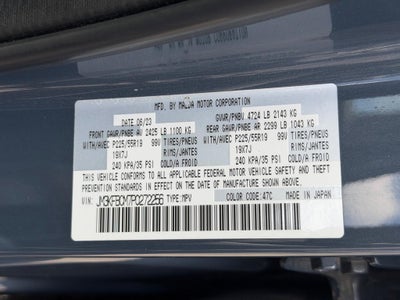 MFD. BY MAZDA MOTOR CORPORATION
DATE 06/23
GVWR/PNBV 4724 LB 2143 KG
FRONT GAWR/PNBE AV 2425 LB 1100 KG
REAR GAWR/PNBE AR 2299 LB 1043 KG
WITH/AVEC P225/55R19 99V TIRES/PNEUS
WITH/AVEC P225/55R19 99V TIRES/PNEUS
19X7J RIMS/JANTES
19X7J RIMS/JANTES
240 KPA/35 PSI COLD/A FROID
240 KPA/35 PSI COLD/A FROID
THIS VEHICLE CONFORMS TO ALL APPLICABLE FEDERAL MOTOR VEHICLE SAFETY AND
THEFT PREVENTION STANDARDS IN EFFECT ON THE DATE OF MANUFACTURE SHOWN ABOVE.
TYPE:MPV
COLOR CODE:47C
MADE IN JAPAN